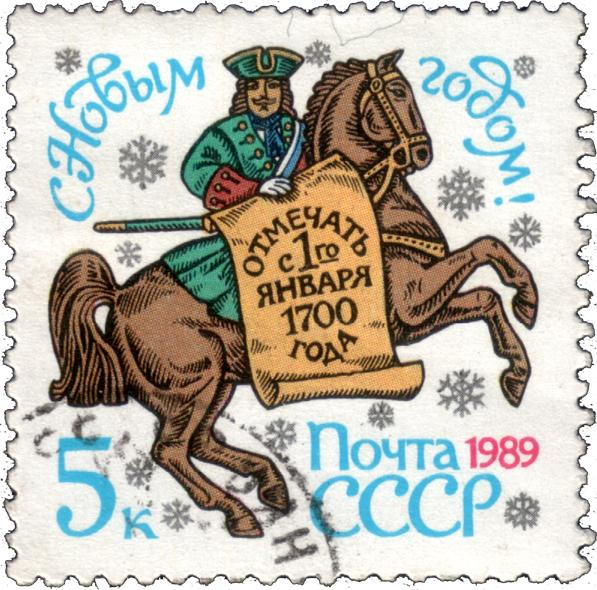 С Новым годом!
ОТМЕЧАТЬ
С 1го
ЯНВАРЯ
1700
ГОДА
5к
Почта 1989
СССР